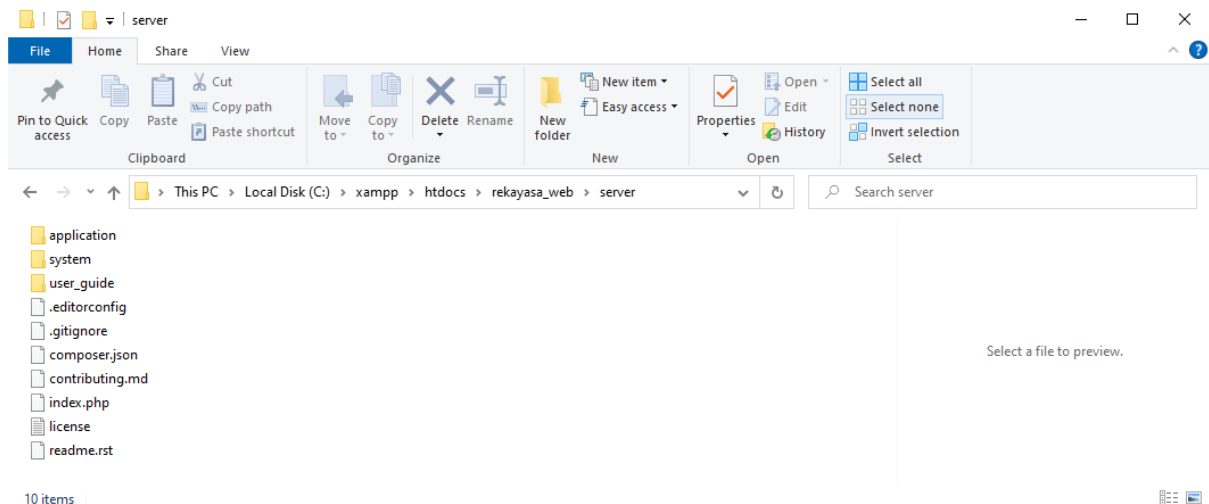 server
File Home Share View
Pin to Quick access
Copy
Paste
Cut
Copy path
Paste shortcut
Clipboard
Move to
Copy to
Delete
Rename
Organize
New folder
New item
Easy access
New
Properties
Open
Edit
History
Open
Select all
Select none
Invert selection
Select
This PC > Local Disk (C:) > xampp > htdocs > rekayasa_web > server
Search server
application
system
user_guide
.editorconfig
.gitignore
composer.json
contributing.md
index.php
license
readme.rst
Select a file to preview.
10 items